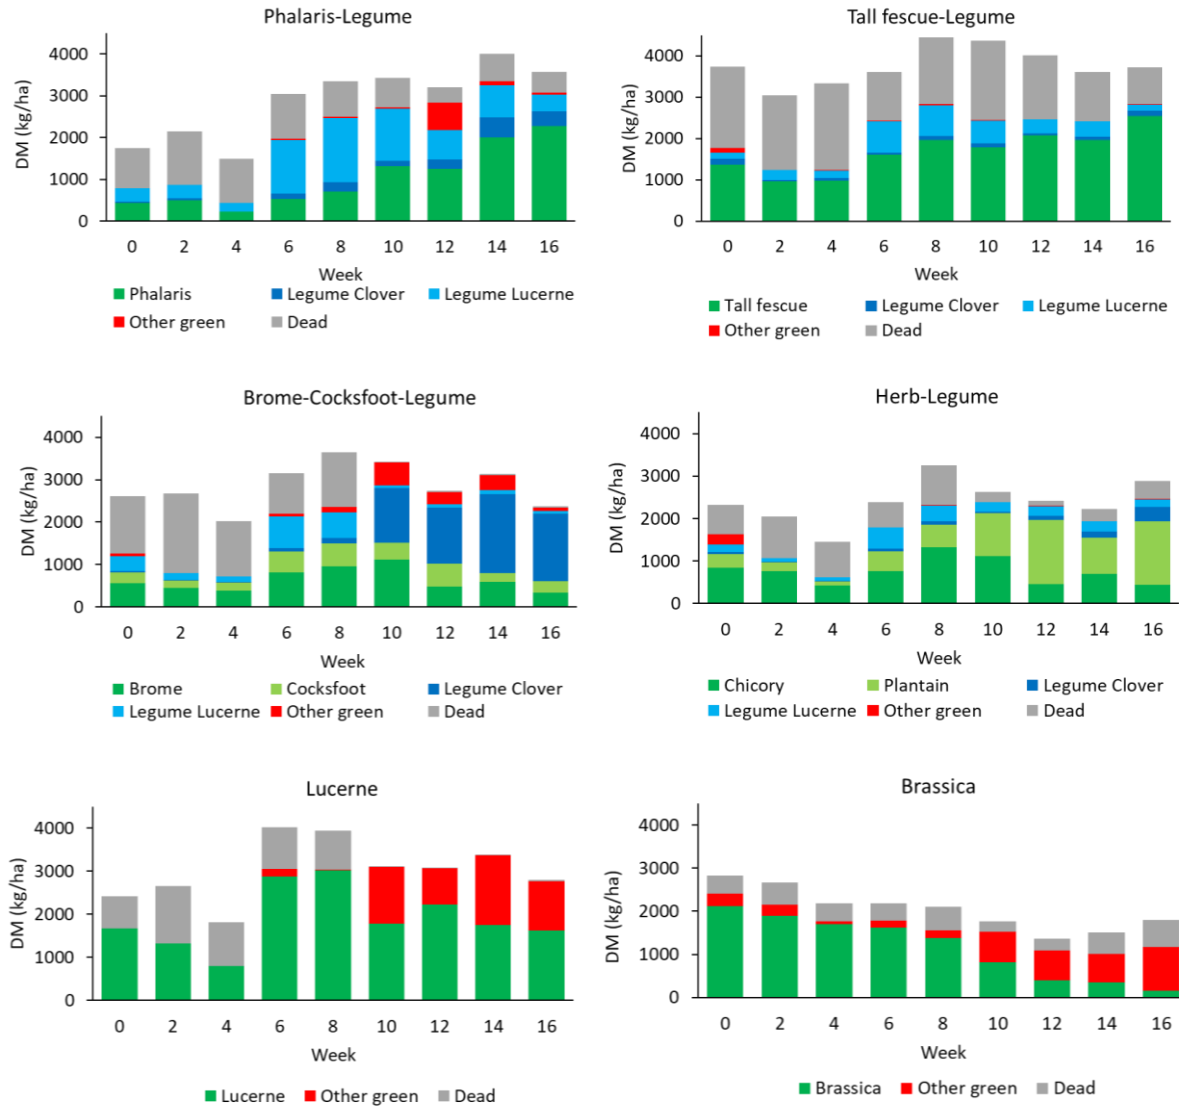 Phalaris-Legume
DM (kg/ha)
4000
3000
2000
1000
0
0 2 4 6 8 10 12 14 16
Week
Phalaris Legume Clover Legume Lucerne
Other green Dead
Tall fescue-Legume
DM (kg/ha)
4000
3000
2000
1000
0
0 2 4 6 8 10 12 14 16
Week
Tall fescue Legume Clover Legume Lucerne
Other green Dead
Brome-Cocksfoot-Legume
DM (kg/ha)
4000
3000
2000
1000
0
0 2 4 6 8 10 12 14 16
Week
Brome Cocksfoot Legume Clover
Legume Lucerne Other green Dead
Herb-Legume
DM (kg/ha)
4000
3000
2000
1000
0
0 2 4 6 8 10 12 14 16
Week
Chicory Plantain Legume Clover
Legume Lucerne Other green Dead
Lucerne
DM (kg/ha)
4000
3000
2000
1000
0
0 2 4 6 8 10 12 14 16
Week
Lucerne Other green Dead
Brassica
DM (kg/ha)
4000
3000
2000
1000
0
0 2 4 6 8 10 12 14 16
Week
Brassica Other green Dead